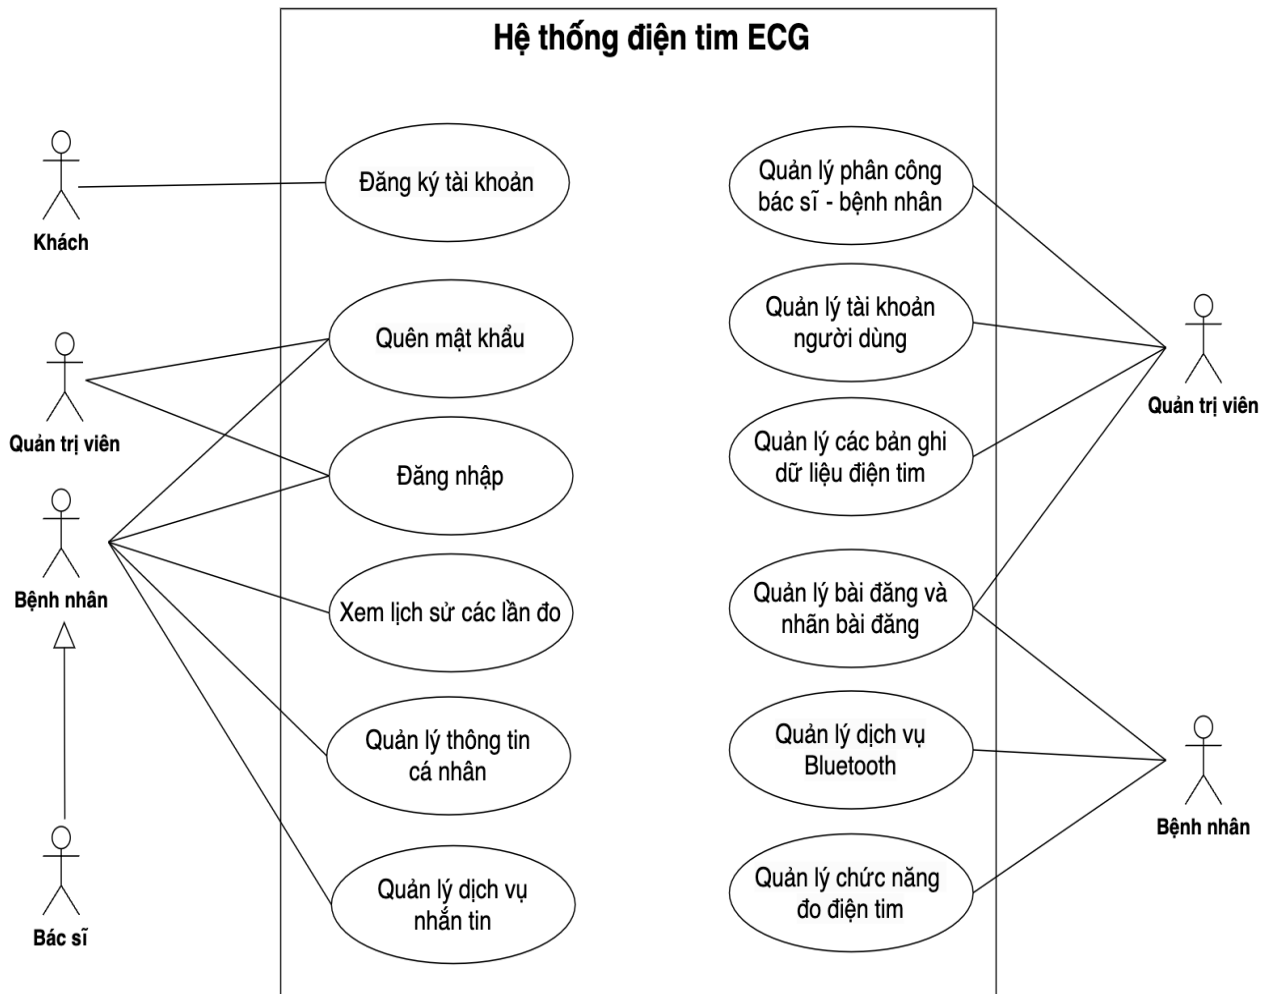 Hệ thống điện tim ECG
Khách
Đăng ký tài khoản
Quản trị viên
Quên mật khẩu
Đăng nhập
Bệnh nhân
Xem lịch sử các lần đo
Quản lý thông tin
cá nhân
Bác sĩ
Quản lý dịch vụ
nhắn tin
Quản lý phân công
bác sĩ - bệnh nhân
Quản lý tài khoản
người dùng
Quản trị viên
Quản lý các bản ghi
dữ liệu điện tim
Quản lý bài đăng và
nhãn bài đăng
Quản lý dịch vụ
Bluetooth
Bệnh nhân
Quản lý chức năng
đo điện tim